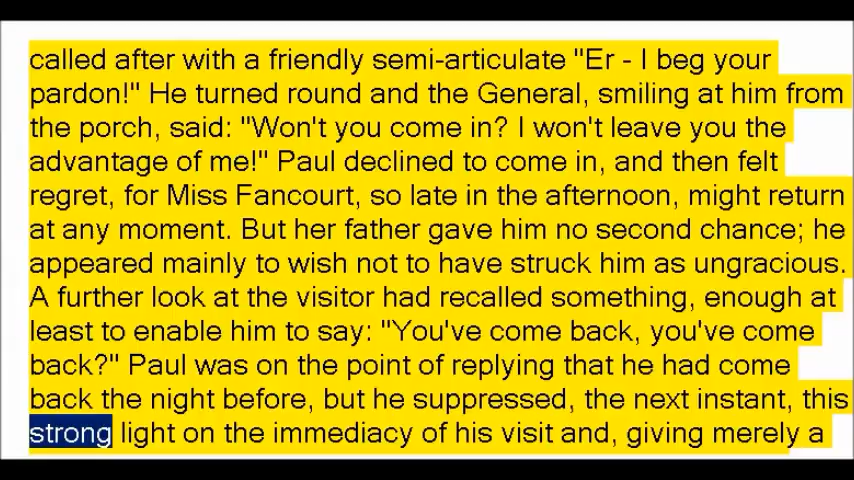 called after with a friendly semi-articulate "Er - I beg your
pardon!" He turned round and the General, smiling at him from
the porch, said: "Won't you come in? I won't leave you the
advantage of me!" Paul declined to come in, and then felt
regret, for Miss Fancourt, so late in the afternoon, might return
at any moment. But her father gave him no second chance; he
appeared mainly to wish not to have struck him as ungracious.
A further look at the visitor had recalled something, enough at
least to enable him to say: "You've come back, you've come
back?" Paul was on the point of replying that he had come
back the night before, but he suppressed, the next instant, this
strong light on the immediacy of his visit and, giving merely a